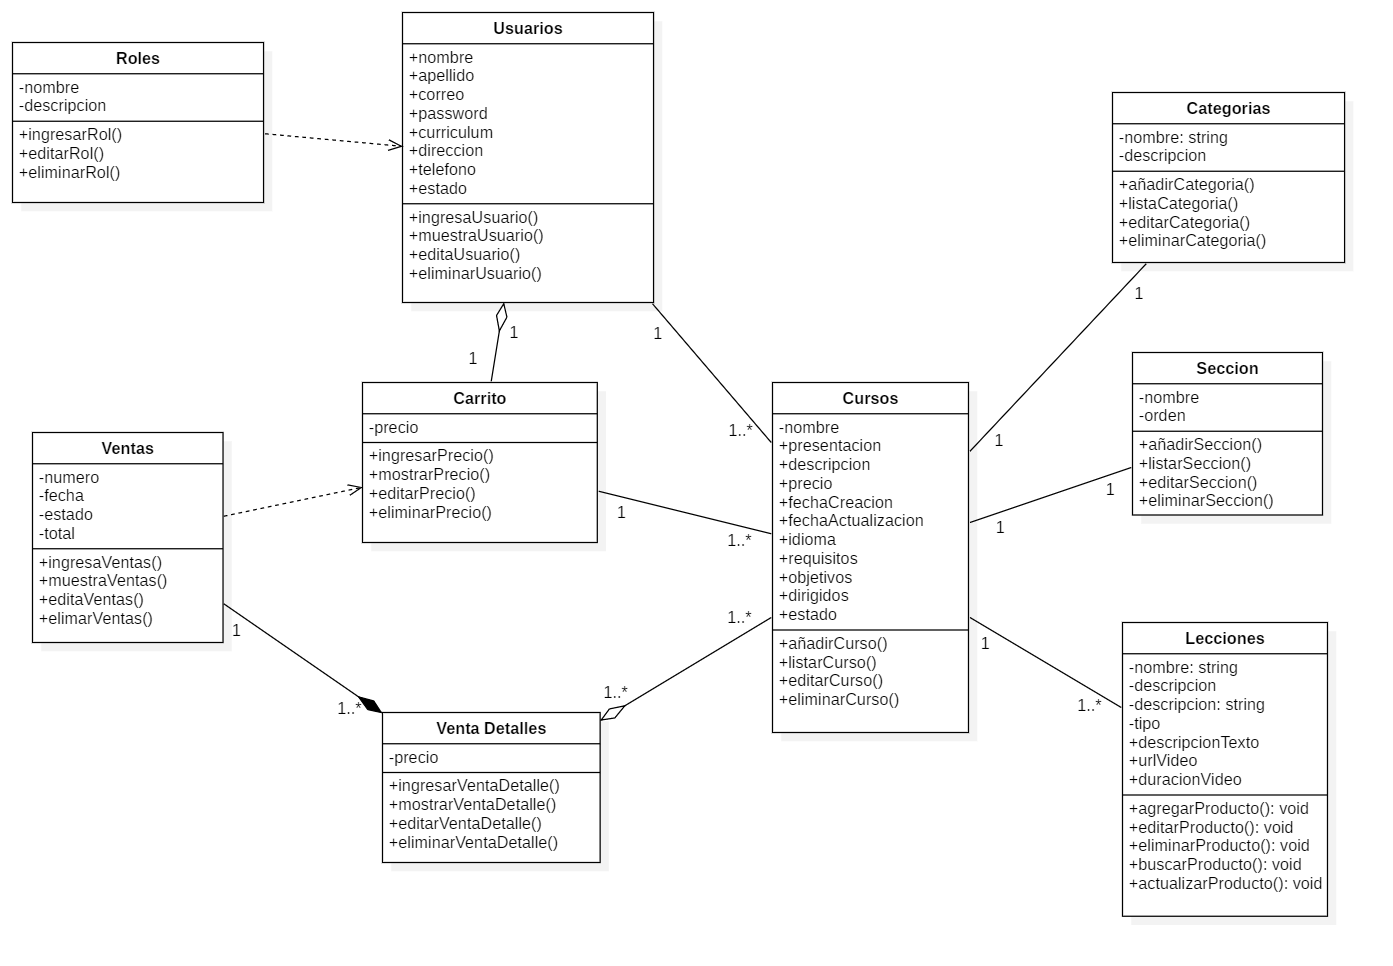 Roles
-nombre
-descripcion
+ingresarRol()
+editarRol()
+eliminarRol()
Usuarios
+nombre
+apellido
+correo
+password
+curriculum
+direccion
+telefono
+estado
+ingresaUsuario()
+muestraUsuario()
+editaUsuario()
+eliminarUsuario()
1
1
1
1..*
Categorias
-nombre: string
-descripcion
+añadirCategoria()
+listaCategoria()
+editarCategoria()
+eliminarCategoria()
1
1
Seccion
-nombre
-orden
+añadirSeccion()
+listarSeccion()
+editarSeccion()
+eliminarSeccion()
1
1
Carrito
-precio
+ingresarPrecio()
+mostrarPrecio()
+editarPrecio()
+eliminarPrecio()
1
1..*
Ventas
-numero
-fecha
-estado
-total
+ingresaVentas()
+muestraVentas()
+editaVentas()
+elimarVentas()
1
1..*
Cursos
-nombre
+presentacion
+descripcion
+precio
+fechaCreacion
+fechaActualizacion
+idioma
+requisitos
+objetivos
+dirigidos
+estado
+añadirCurso()
+listarCurso()
+editarCurso()
+eliminarCurso()
1..*
1..*
1
1..*
Venta Detalles
-precio
+ingresarVentaDetalle()
+mostrarVentaDetalle()
+editarVentaDetalle()
+eliminarVentaDetalle()
Lecciones
-nombre: string
-descripcion
-descripcion: string
-tipo
+descripcionTexto
+urlVideo
+duracionVideo
+agregarProducto(): void
+editarProducto(): void
+eliminarProducto(): void
+buscarProducto(): void
+actualizarProducto(): void